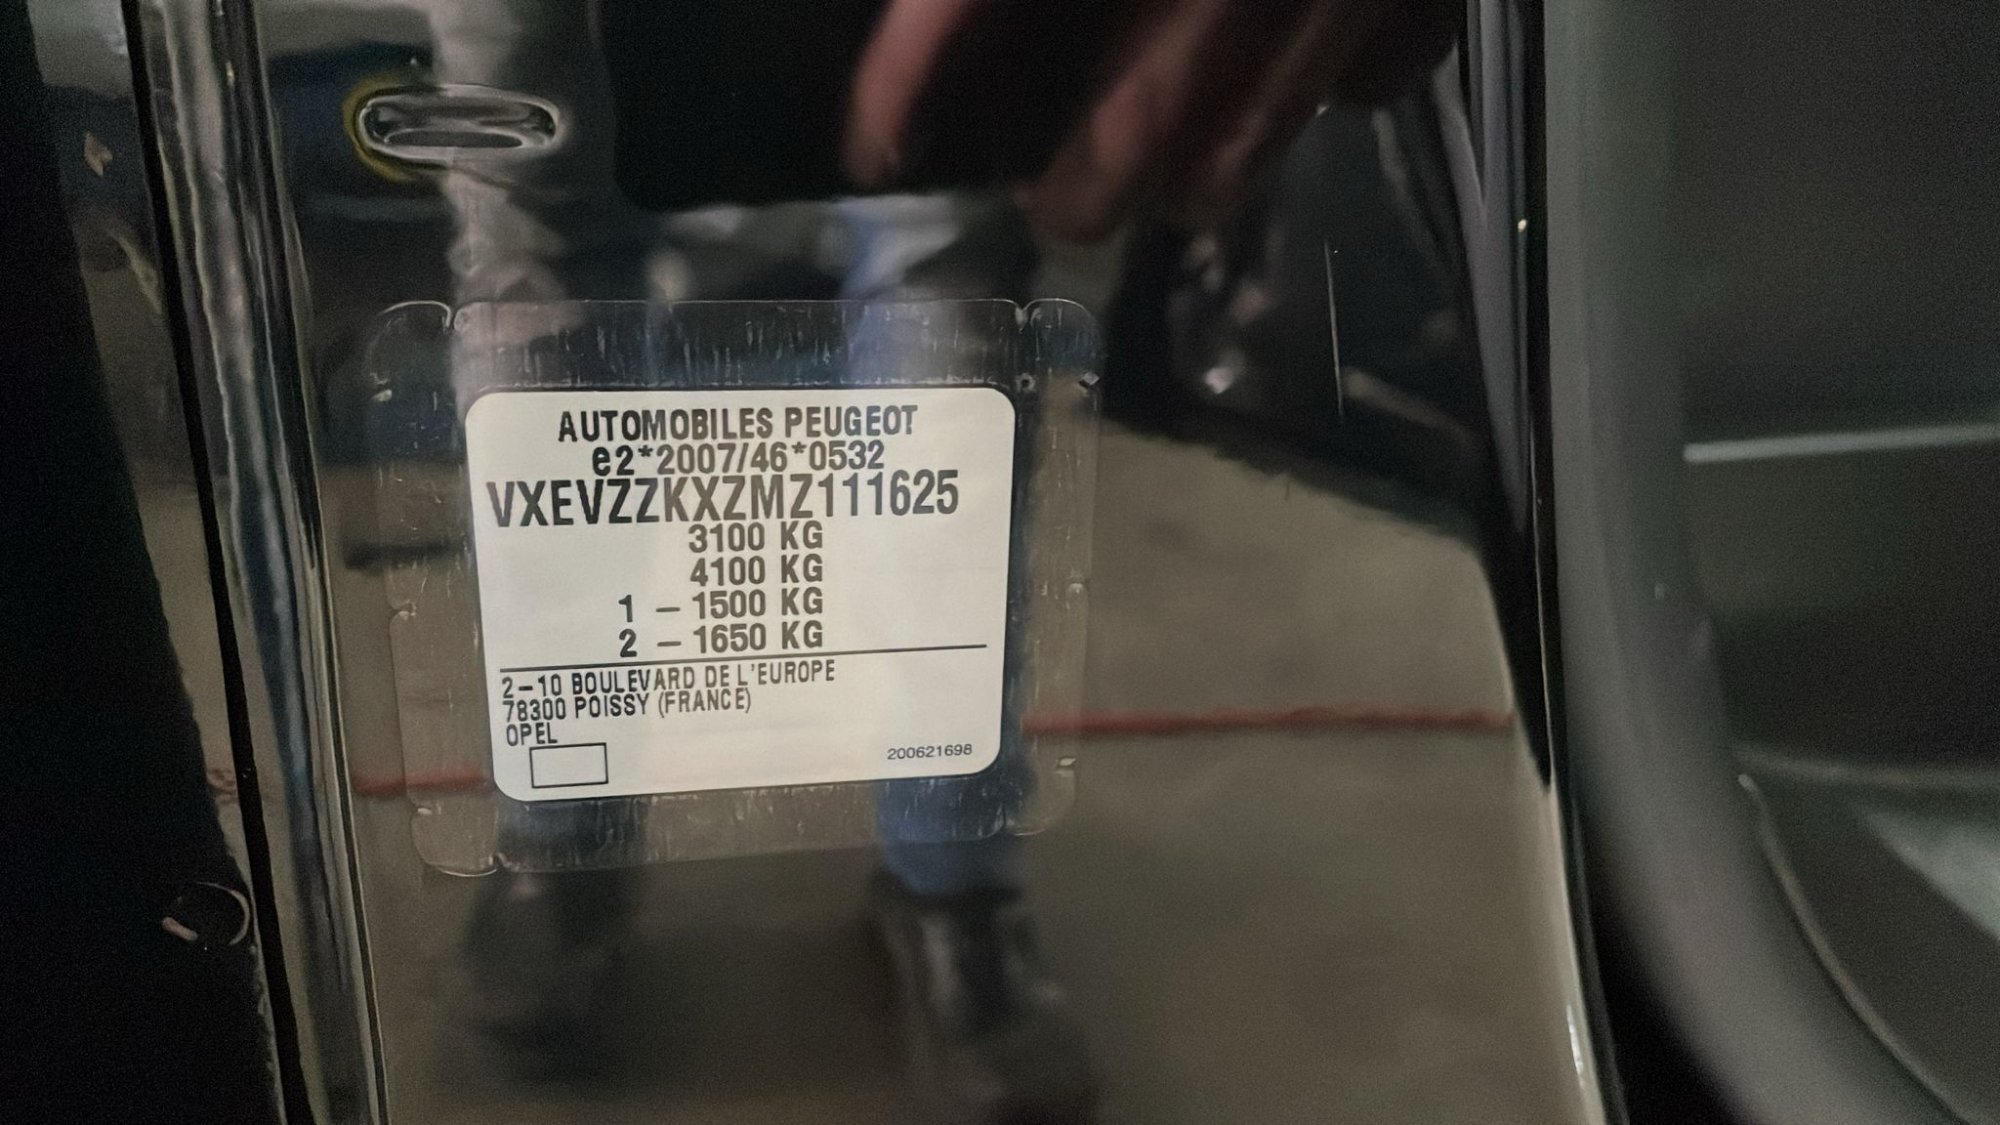 AUTOMOBILES PEUGEOT
e2*2007/46*0532
VXEVZZKXZMZ111625
3100 KG
4100 KG
1 – 1500 KG
2 – 1650 KG
2–10 BOULEVARD DE L'EUROPE
78300 POISSY (FRANCE)
OPEL
200621698